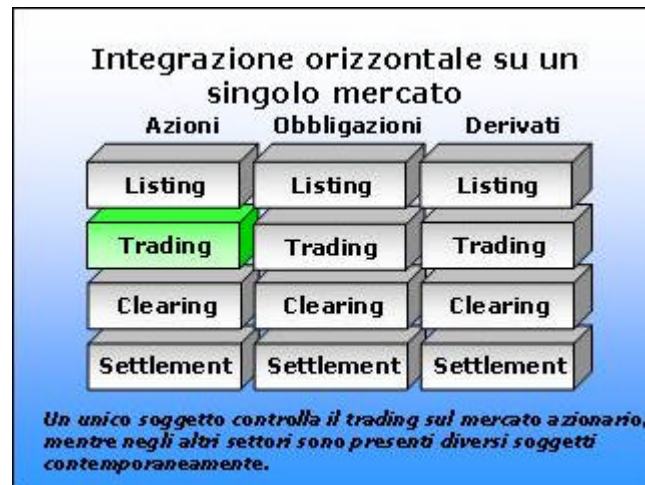 Integrazione orizzontale su un
singolo mercato
Azioni Obbligazioni Derivati
Listing Listing Listing
Trading Trading Trading
Clearing Clearing Clearing
Settlement Settlement Settlement
Un unico soggetto controlla il trading sul mercato azionario,
mentre negli altri settori sono presenti diversi soggetti
contemporaneamente.